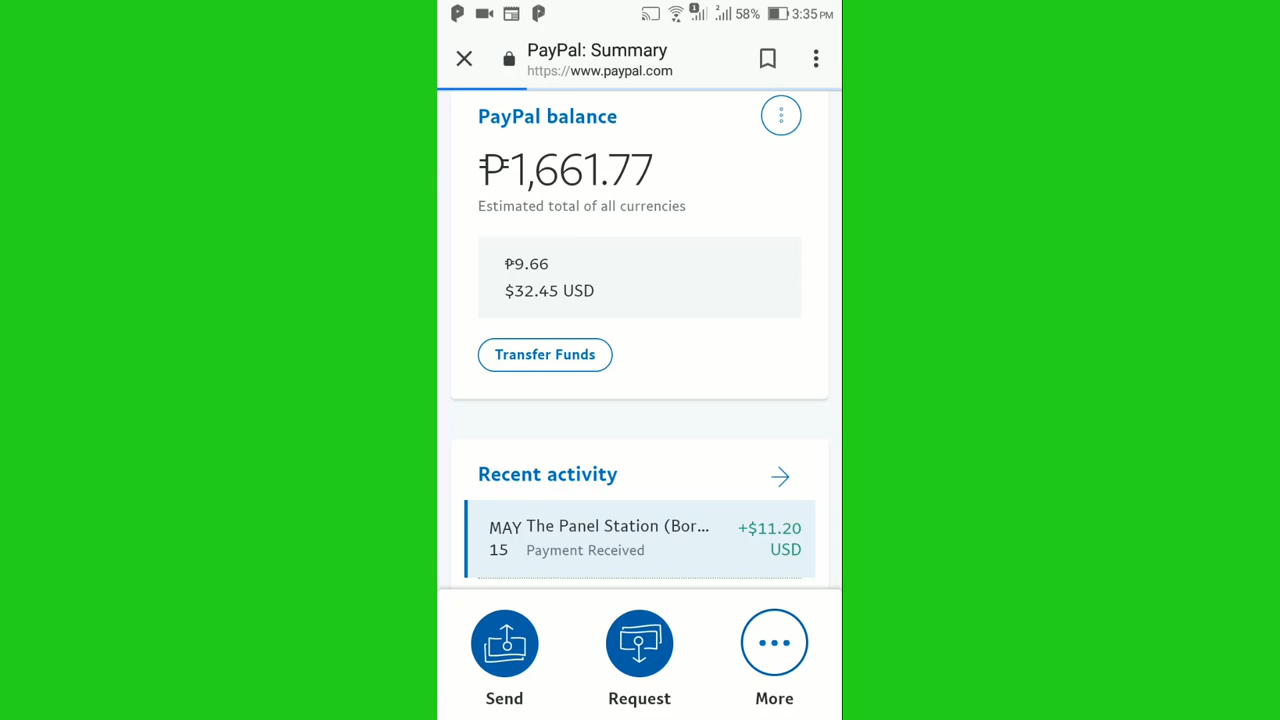 1 2 58% 3:35 PM
PayPal: Summary
https://www.paypal.com
PayPal balance
₱1,661.77
Estimated total of all currencies
₱9.66
$32.45 USD
Transfer Funds
Recent activity
MAY The Panel Station (Bor... +$11.20
15 Payment Received USD
Send Request More